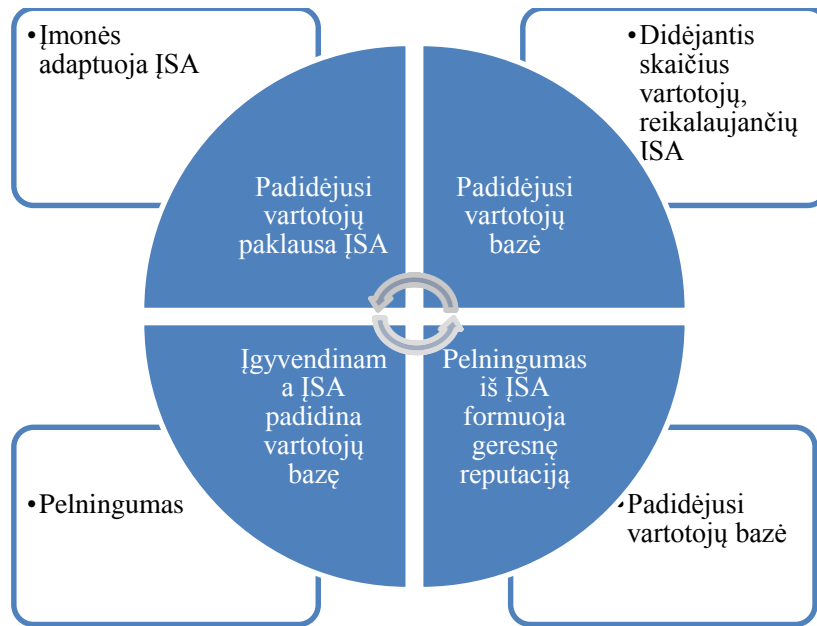 •Įmonės
adaptuoja ĮSA
•Didėjantis
skaičius
vartotojų,
reikalaujančių
ĮSA
Padidėjusi
vartotojų
paklausa ĮSA
Padidėjusi
vartotojų
bazė
Įgyvendinam
a ĮSA
padidina
vartotojų
bazę
Pelningumas
iš ĮSA
formuoja
geresnę
reputaciją
•Pelningumas
•Padidėjusi
vartotojų bazė